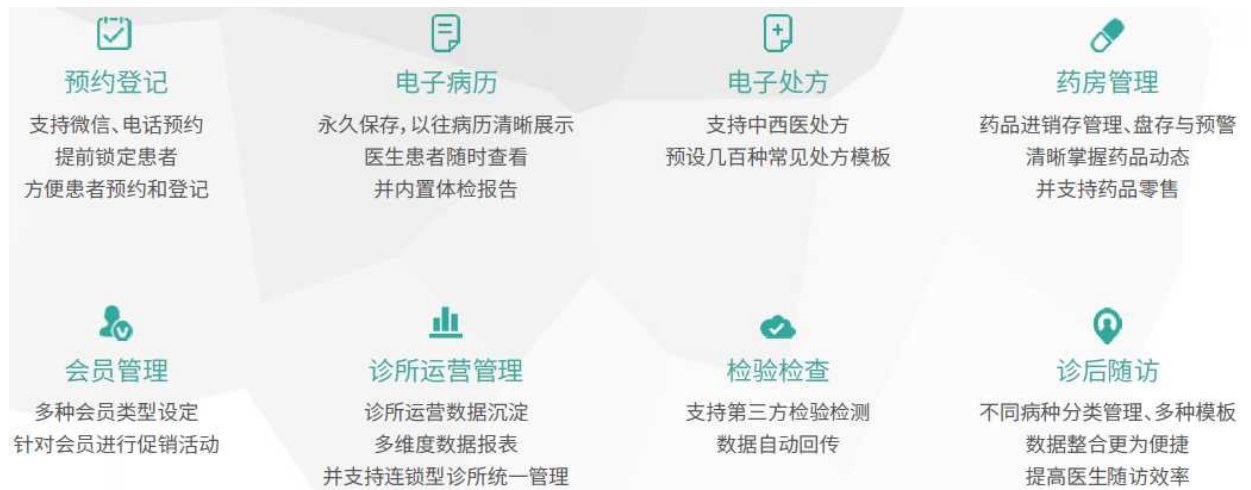 预约登记
支持微信、电话预约
提前锁定患者
方便患者预约和登记
电子病历
永久保存，以往病历清晰展示
医生患者随时查看
并内置体检报告
电子处方
支持中西医处方
预设几百种常见处方模板
药房管理
药品进销存管理、盘存与预警
清晰掌握药品动态
并支持药品零售
会员管理
多种会员类型设定
针对会员进行促销活动
诊所运营管理
诊所运营数据沉淀
多维度数据报表
并支持连锁型诊所统一管理
检验检查
支持第三方检验检测
数据自动回传
诊后随访
不同病种分类管理、多种模板
数据整合更为便捷
提高医生随访效率